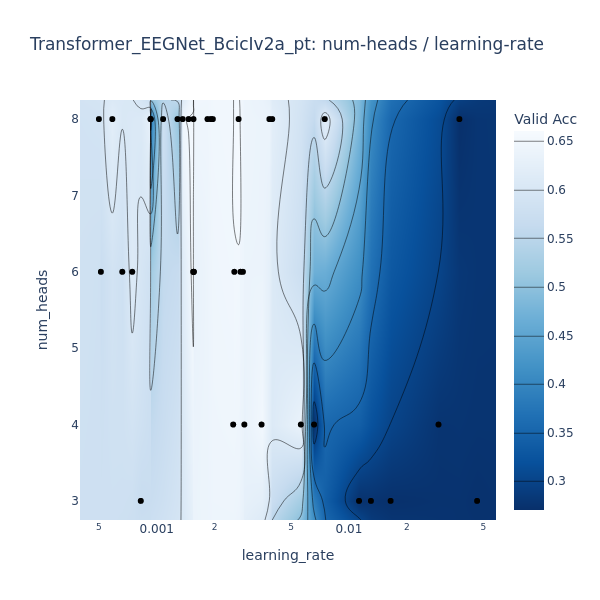 Transformer_EEGNet_BcicIv2a_pt: num-heads / learning-rate
Valid Acc
0.65
0.6
0.55
0.5
0.45
0.4
0.35
0.3
num_heads
8
7
6
5
4
3
5 0.001 2 5 0.01 2 5
learning_rate